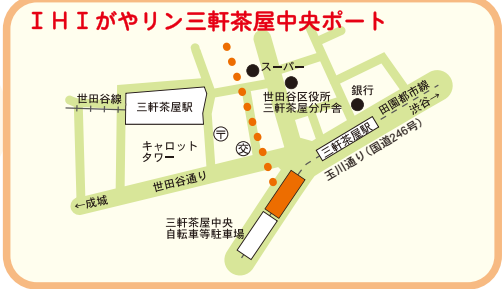 ＩＨＩがやリン三軒茶屋中央ポート
スーパー
世田谷線
三軒茶屋駅
世田谷区役所
三軒茶屋分庁舎
銀行
田園都市線
渋谷→
〒
交
キャロット
タワー
三軒茶屋駅
玉川通り(国道246号)
世田谷通り
←成城
三軒茶屋中央
自転車等駐車場